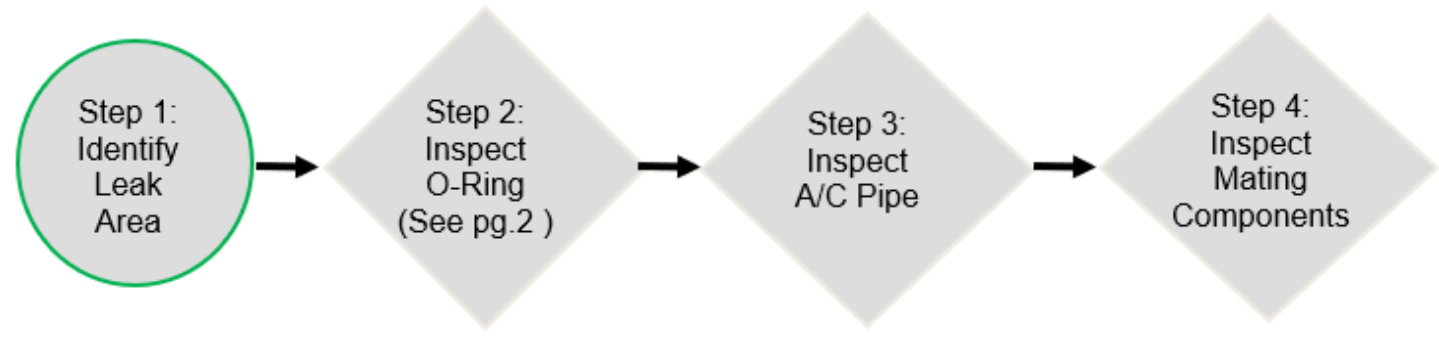 Step 1:
Identify
Leak
Area
Step 2:
Inspect
O-Ring
(See pg.2 )
Step 3:
Inspect
A/C Pipe
Step 4:
Inspect
Mating
Components